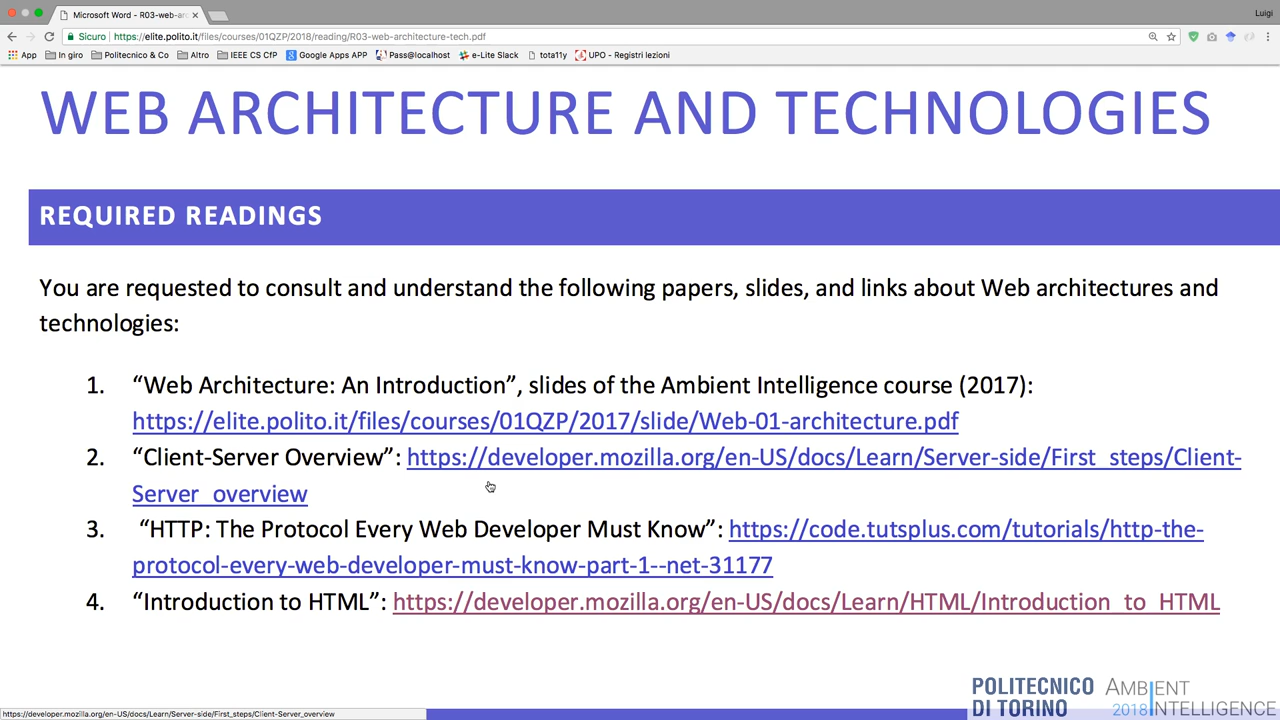 Microsoft Word - R03-web-arc
Luigi
Sicuro
https://elite.polito.it/files/courses/01QZP/2018/reading/R03-web-architecture-tech.pdf
App In giro Politecnico & Co Altro IEEE CS CfP Google Apps APP Pass@localhost e-Lite Slack tota11y UPO - Registri lezioni
WEB ARCHITECTURE AND TECHNOLOGIES
REQUIRED READINGS
You are requested to consult and understand the following papers, slides, and links about Web architectures and
technologies:
1. “Web Architecture: An Introduction”, slides of the Ambient Intelligence course (2017):
https://elite.polito.it/files/courses/01QZP/2017/slide/Web-01-architecture.pdf
2. “Client-Server Overview”: https://developer.mozilla.org/en-US/docs/Learn/Server-side/First_steps/Client-
Server_overview
3. “HTTP: The Protocol Every Web Developer Must Know”: https://code.tutsplus.com/tutorials/http-the-
protocol-every-web-developer-must-know-part-1--net-31177
4. “Introduction to HTML”: https://developer.mozilla.org/en-US/docs/Learn/HTML/Introduction_to_HTML
POLITECNICO
DI TORINO
AMBIENT
2018 INTELLIGENCE
https://developer.mozilla.org/en-US/docs/Learn/Server-side/First_steps/Client-Server_overview